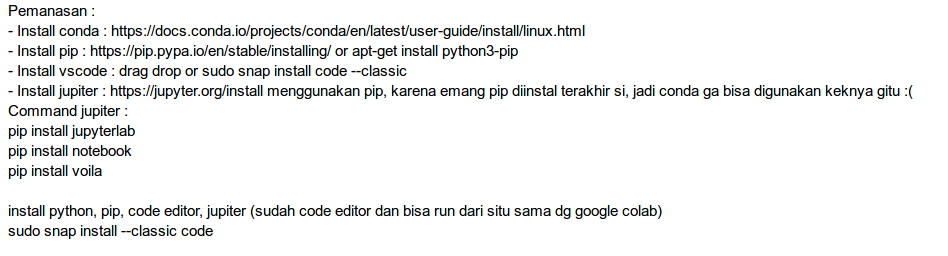 Pemanasan :
- Install conda : https://docs.conda.io/projects/conda/en/latest/user-guide/install/linux.html
- Install pip : https://pip.pypa.io/en/stable/installing/ or apt-get install python3-pip
- Install vscode : drag drop or sudo snap install code --classic
- Install jupiter : https://jupyter.org/install menggunakan pip, karena emang pip diinstal terakhir si, jadi conda ga bisa digunakan keknya gitu :(
Command jupiter :
pip install jupyterlab
pip install notebook
pip install voila
install python, pip, code editor, jupiter (sudah code editor dan bisa run dari situ sama dg google colab)
sudo snap install --classic code